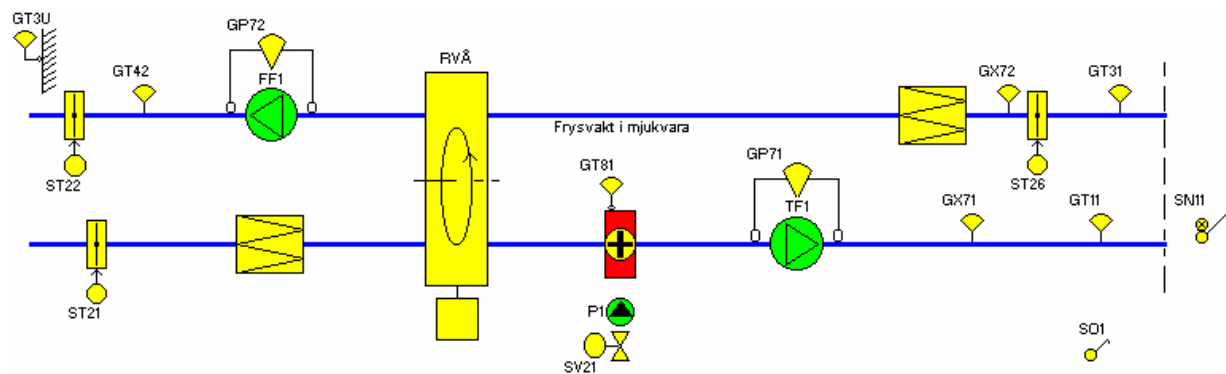 GT3U
GP72
RVÅ
GT42
FF1
GX72
GT31
Frysvakt i mjukvara
GT81
GP71
ST22
ST26
TF1
GX71
GT11
SN11
ST21
P1
SV21
SO1